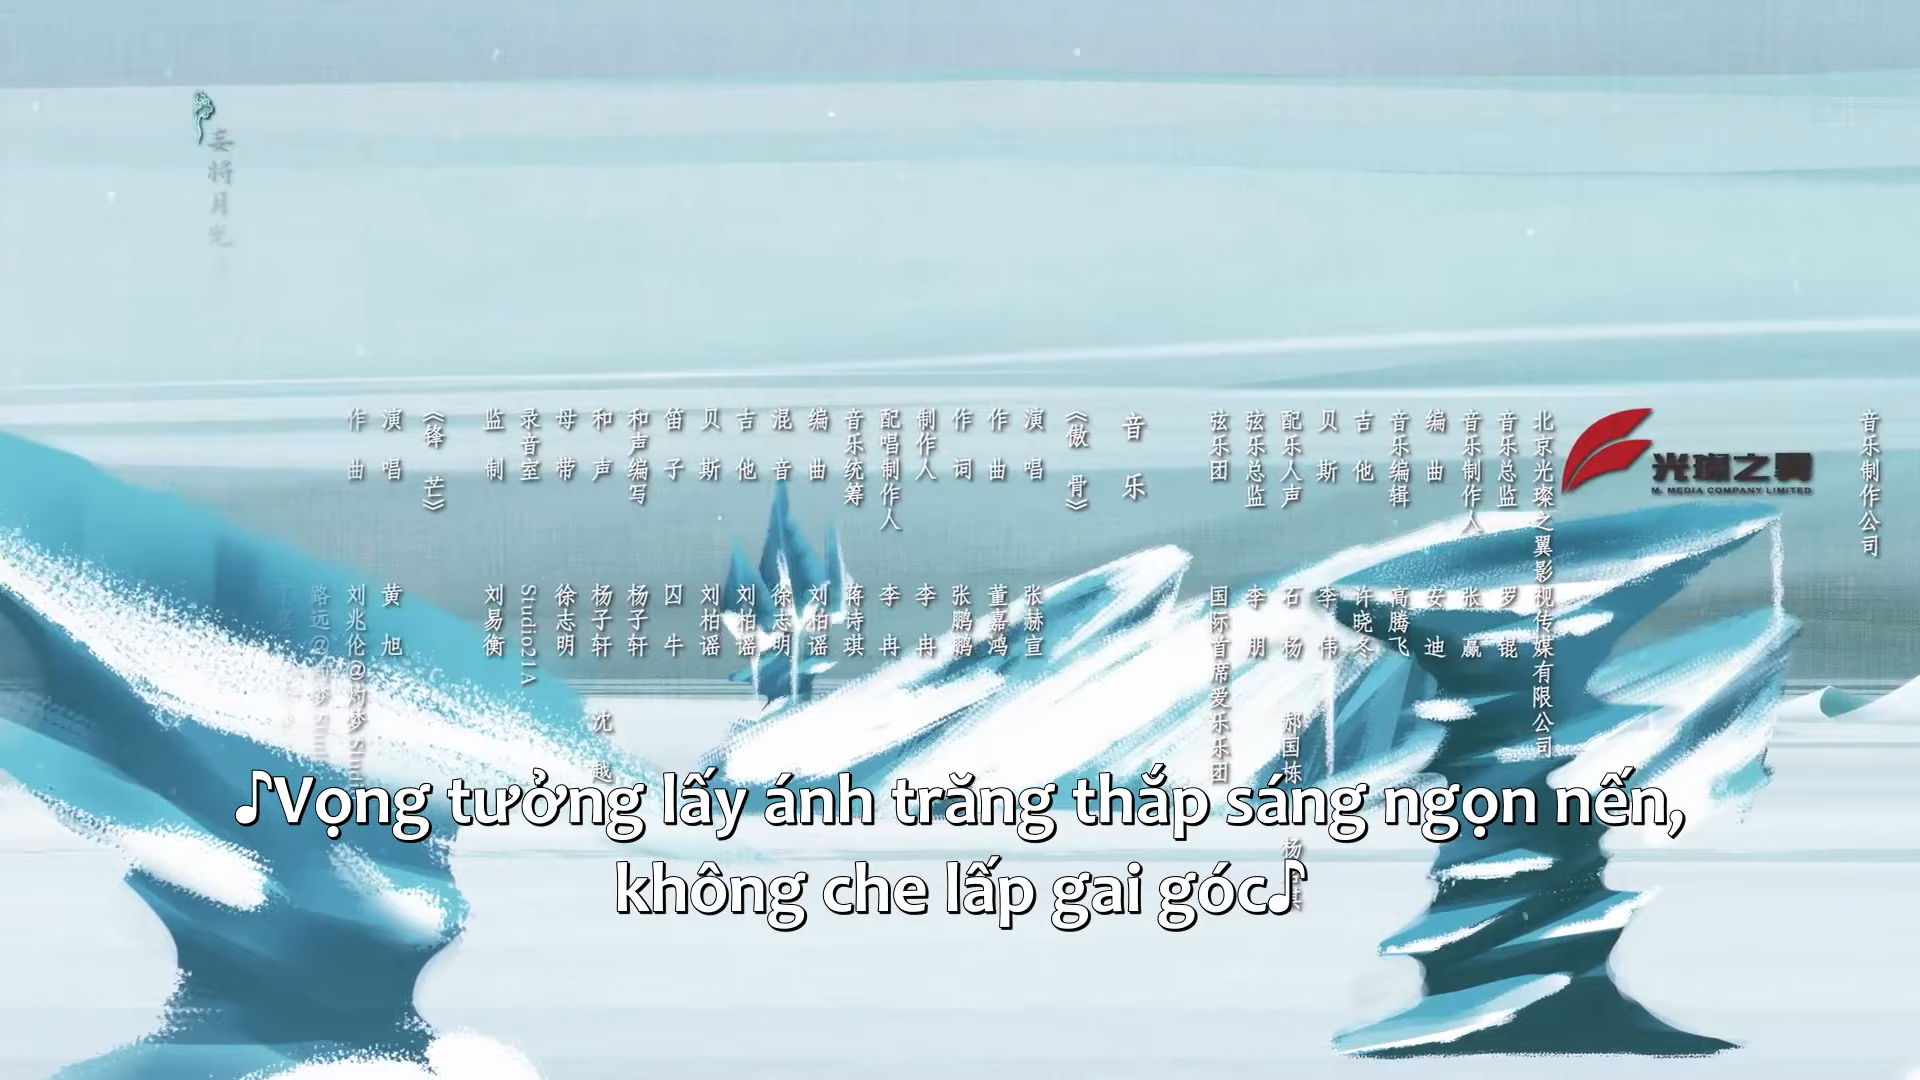 音乐制作公司
光璨之翼
M. MEDIA COMPANY LIMITED
北京光璨之翼影视传媒有限公司
音乐总监 罗锟
音乐制作人 张赢
编曲 安迪
音乐编辑 高腾飞
吉他 许晓冬
贝斯 李伟
配乐人声 石杨 郝国栋
弦乐总监 李朋
弦乐团 国际首席爱乐乐团
音乐
《傲骨》
演唱 张赫宣
作曲 董嘉鸿
作词 张鹏鹏
制作人 李冉
配唱制作人 李冉
音乐统筹 蒋诗琪
编曲 刘柏谣
混音 徐志明
吉他 刘柏谣
贝斯 刘柏谣
笛子 囚牛
和声编写 杨子轩
和声 杨子轩 沈越
母带 徐志明
录音室 Studio21A
监制 刘易衡
《锋芒》
演唱 黄旭
作曲 刘兆伦@灼梦
路远@
妄将月光
♪Vọng tưởng lấy ánh trăng thắp sáng ngọn nến,
không che lấp gai góc♪